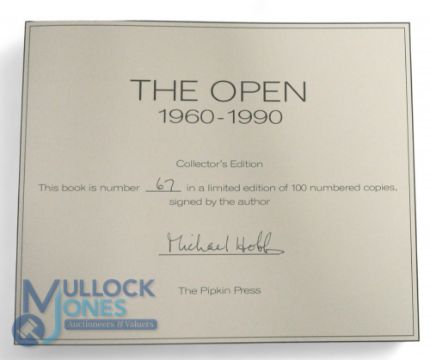 THE OPEN
1960-1990
Collector's Edition
This book is number 67 in a limited edition of 100 numbered copies,
signed by the author
Michael Hobbs
The Pipkin Press
MULLOCK
JONES
Auctioneers & Valuers